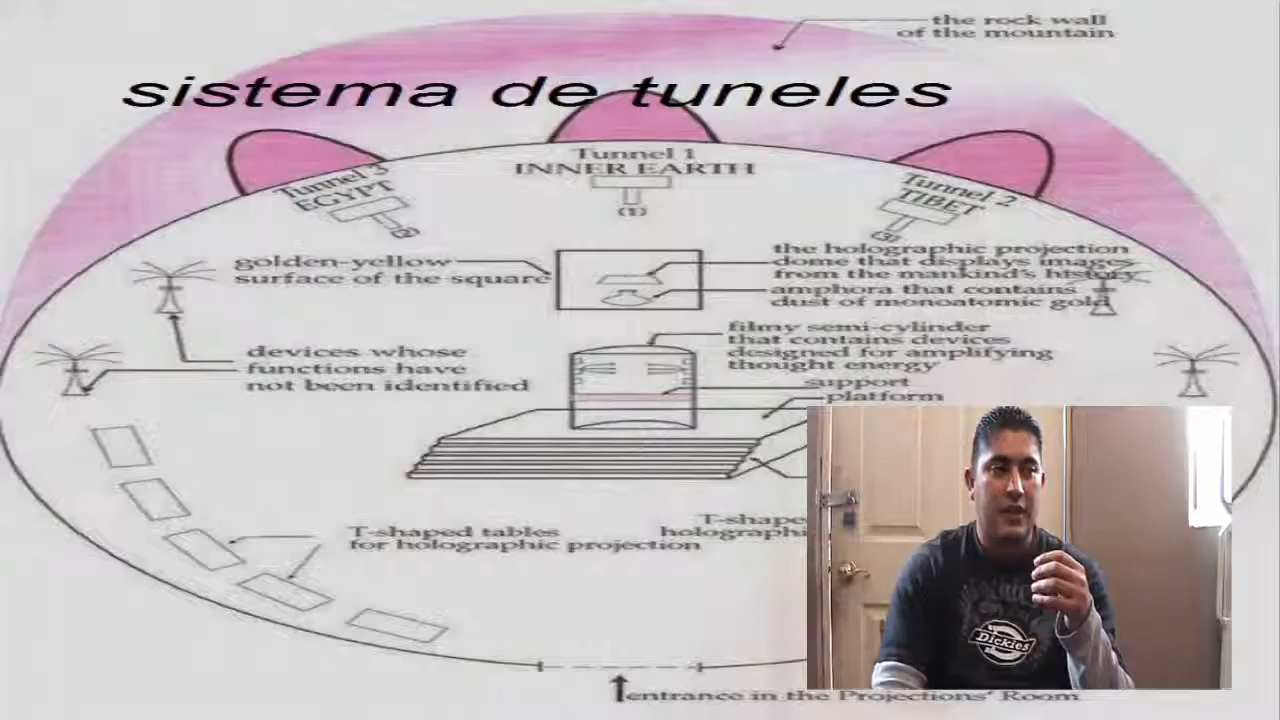 the rock wall
of the mountain
sistema de tuneles
Tunnel 3
EGYPT
(2)
Tunnel 1
INNER EARTH
(1)
Tunnel 2
TIBET
(3)
golden-yellow
surface of the square
the holographic projection
dome that displays images
from the mankind's history
amphora that contains
dust of monoatomic gold
filmy semi-cylinder
that contains devices
designed for amplifying
thought energy
devices whose
functions have
not been identified
support
platform
T-shaped tables
for holographic projection
T-shape
holographi
Dickies
entrance in the Projections' Room